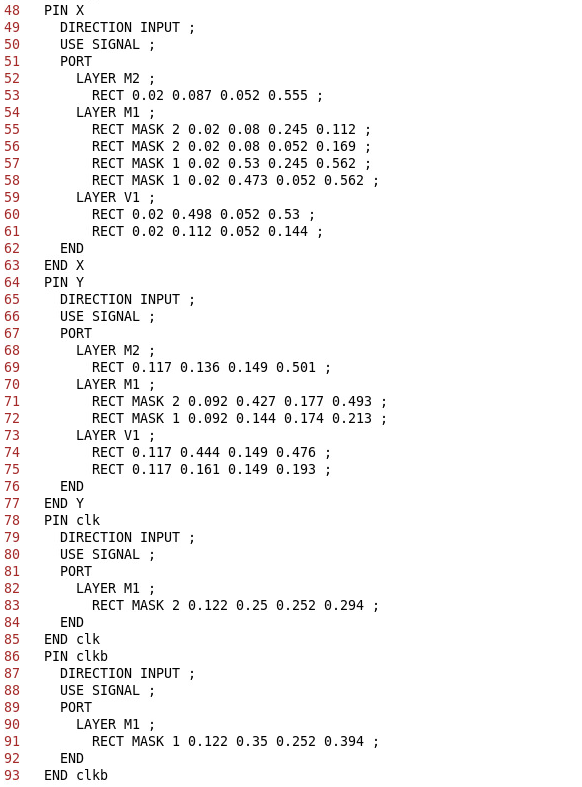 48 PIN X
49 DIRECTION INPUT ;
50 USE SIGNAL ;
51 PORT
52 LAYER M2 ;
53 RECT 0.02 0.087 0.052 0.555 ;
54 LAYER M1 ;
55 RECT MASK 2 0.02 0.08 0.245 0.112 ;
56 RECT MASK 2 0.02 0.08 0.052 0.169 ;
57 RECT MASK 1 0.02 0.53 0.245 0.562 ;
58 RECT MASK 1 0.02 0.473 0.052 0.562 ;
59 LAYER V1 ;
60 RECT 0.02 0.498 0.052 0.53 ;
61 RECT 0.02 0.112 0.052 0.144 ;
62 END
63 END X
64 PIN Y
65 DIRECTION INPUT ;
66 USE SIGNAL ;
67 PORT
68 LAYER M2 ;
69 RECT 0.117 0.136 0.149 0.501 ;
70 LAYER M1 ;
71 RECT MASK 2 0.092 0.427 0.177 0.493 ;
72 RECT MASK 1 0.092 0.144 0.174 0.213 ;
73 LAYER V1 ;
74 RECT 0.117 0.444 0.149 0.476 ;
75 RECT 0.117 0.161 0.149 0.193 ;
76 END
77 END Y
78 PIN clk
79 DIRECTION INPUT ;
80 USE SIGNAL ;
81 PORT
82 LAYER M1 ;
83 RECT MASK 2 0.122 0.25 0.252 0.294 ;
84 END
85 END clk
86 PIN clkb
87 DIRECTION INPUT ;
88 USE SIGNAL ;
89 PORT
90 LAYER M1 ;
91 RECT MASK 1 0.122 0.35 0.252 0.394 ;
92 END
93 END clkb